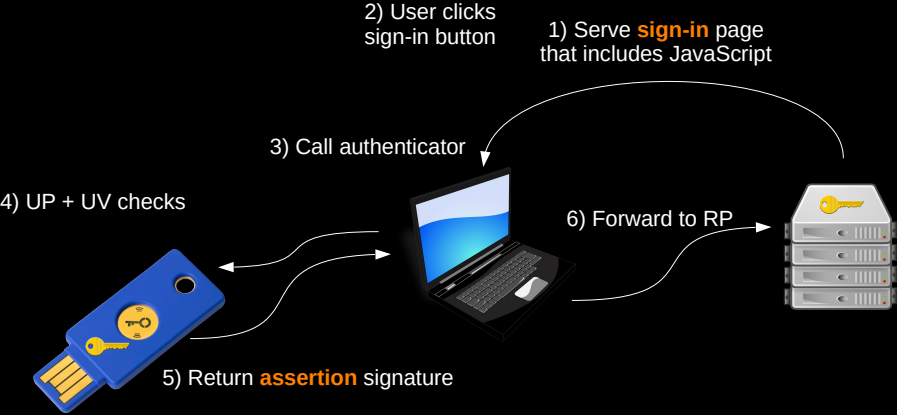 2) User clicks
sign-in button
1) Serve sign-in page
that includes JavaScript
3) Call authenticator
4) UP + UV checks
6) Forward to RP
5) Return assertion signature